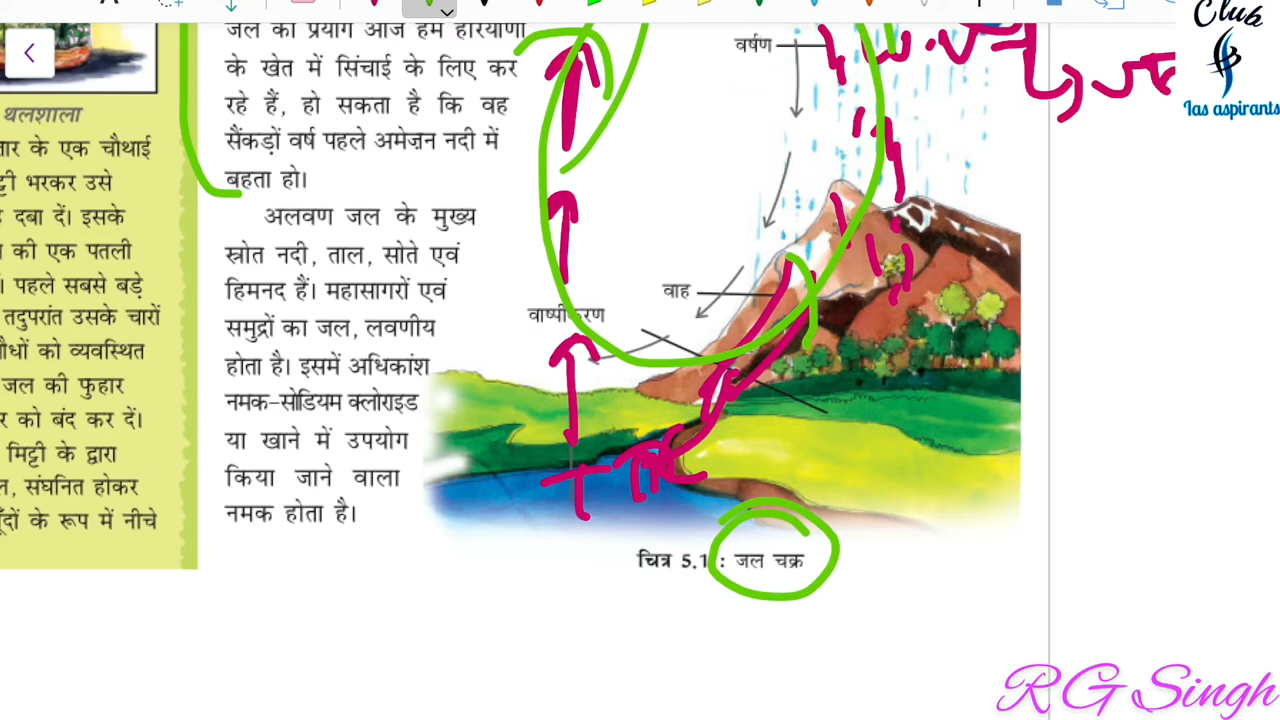 Club
Ias aspirants
थलशाला
तार के एक चौथाई
ट्टी भरकर उसे
दबा दें। इसके
की एक पतली
पहले सबसे बड़े
तदुपरांत उसके चारों
पौधों को व्यवस्थित
जल की फुहार
र को बंद कर दें।
मिट्टी के द्वारा
ल, संघनित होकर
बूँदों के रूप में नीचे
जल का प्रयोग आज हम हरियाणा
के खेत में सिंचाई के लिए कर
रहे हैं, हो सकता है कि वह
सैंकड़ों वर्ष पहले अमेज़न नदी में
बहता हो।
अलवण जल के मुख्य
स्रोत नदी, ताल, सोते एवं
हिमनद हैं। महासागरों एवं
समुद्रों का जल, लवणीय
होता है। इसमें अधिकांश
नमक–सोडियम क्लोराइड
या खाने में उपयोग
किया जाने वाला
नमक होता है।
वर्षण
वाह
वाष्पीकरण
चित्र 5.1 : जल चक्र
RG Singh